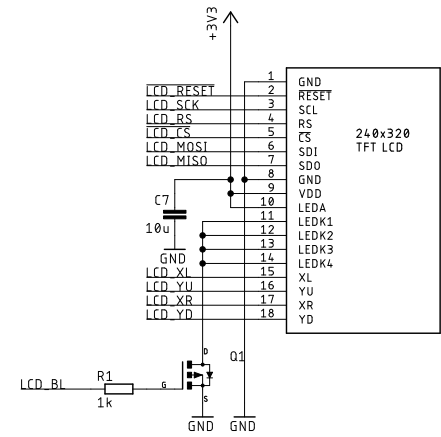 +3V3
1 GND
LCD_RESET 2 RESET
LCD_SCK 3 SCL
LCD_RS 4 RS
LCD_CS 5 CS
LCD_MOSI 6 SDI
LCD_MISO 7 SDO
240x320
TFT LCD
8 GND
9 VDD
C7 10 LEDA
11 LEDK1
10u 12 LEDK2
13 LEDK3
GND 14 LEDK4
LCD_XL 15 XL
LCD_YU 16 YU
LCD_XR 17 XR
LCD_YD 18 YD
D Q1
R1
LCD_BL G
1k S
GND GND